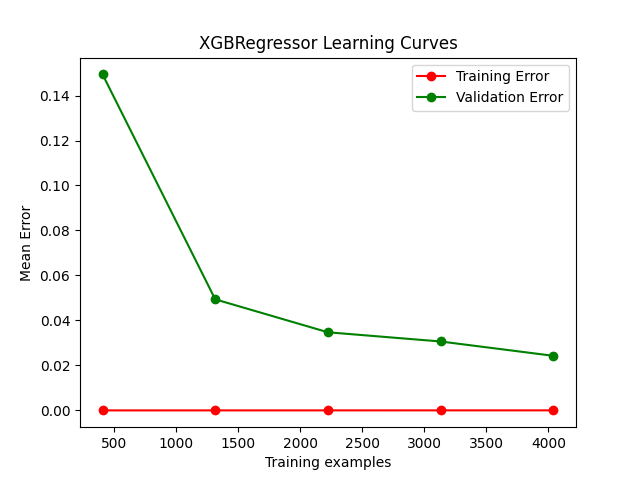 XGBRegressor Learning Curves
Training Error
Validation Error
0.14
0.12
0.10
0.08
0.06
0.04
0.02
0.00
Mean Error
500 1000 1500 2000 2500 3000 3500 4000
Training examples